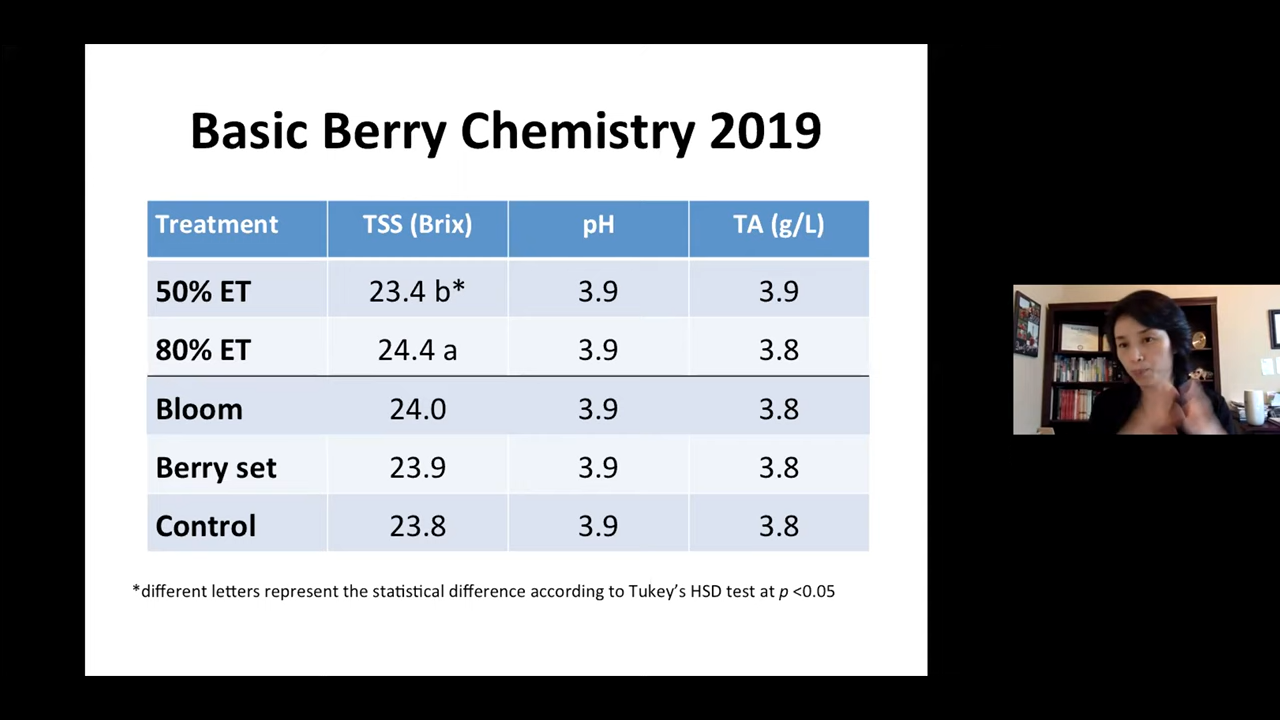 Basic Berry Chemistry 2019
Treatment TSS (Brix) pH TA (g/L)
50% ET 23.4 b* 3.9 3.9
80% ET 24.4 a 3.9 3.8
Bloom 24.0 3.9 3.8
Berry set 23.9 3.9 3.8
Control 23.8 3.9 3.8
*different letters represent the statistical difference according to Tukey's HSD test at p <0.05